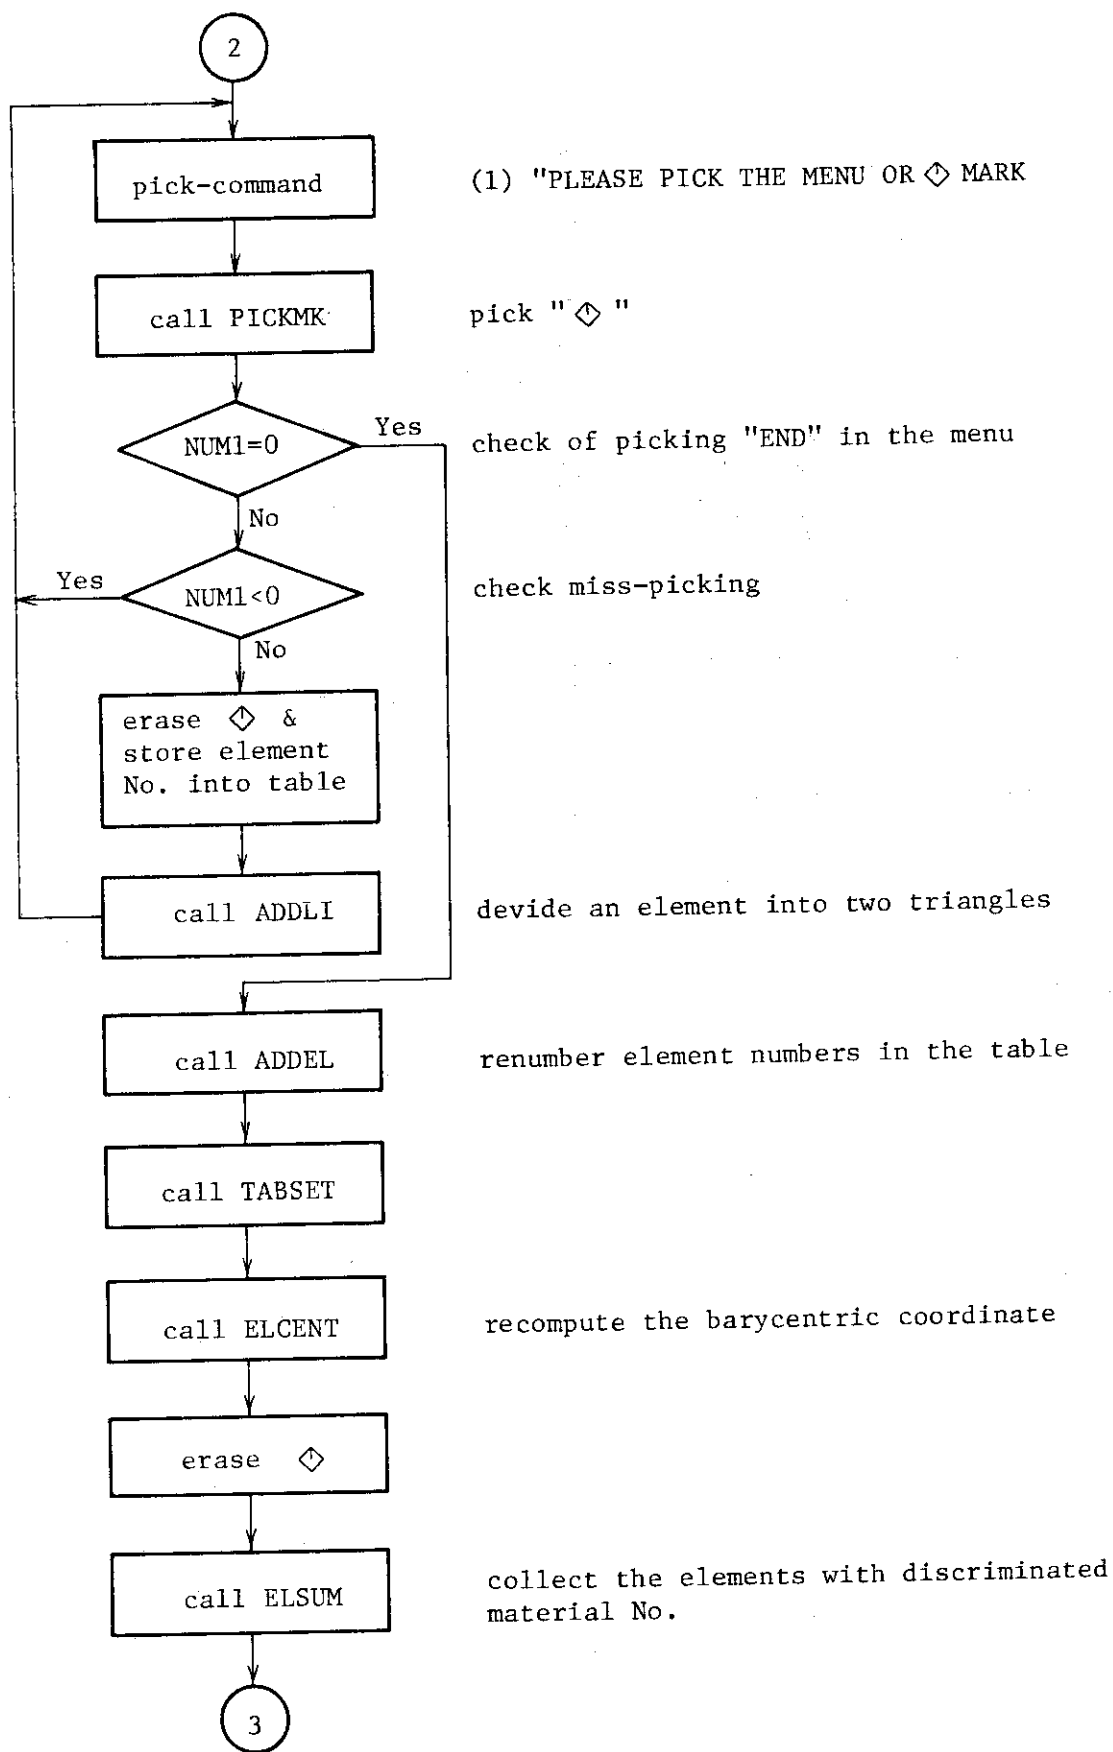 2
pick-command
(1) "PLEASE PICK THE MENU OR MARK
call PICKMK
pick " "
NUM1=0
Yes
check of picking "END" in the menu
No
Yes
NUM1<0
check miss-picking
No
erase &
store element
No. into table
call ADDLI
devide an element into two triangles
call ADDEL
renumber element numbers in the table
call TABSET
call ELCENT
recompute the barycentric coordinate
erase
call ELSUM
collect the elements with discriminated
material No.
3